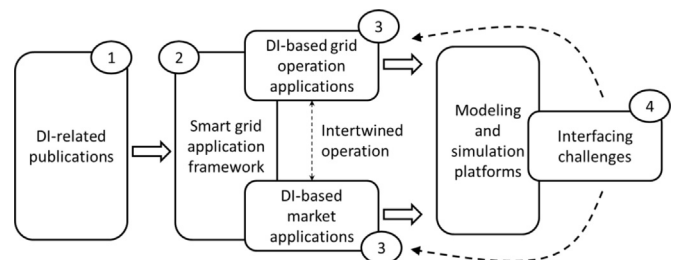 1
DI-related
publications
2
Smart grid
application
framework
3
DI-based grid
operation
applications
Intertwined
operation
DI-based
market
applications
3
Modeling
and
simulation
platforms
4
Interfacing
challenges